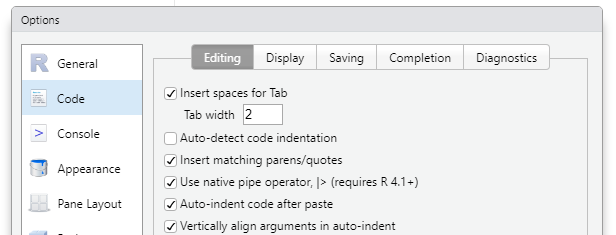 Options
General
Code
Console
Appearance
Pane Layout
Editing Display Saving Completion Diagnostics
Insert spaces for Tab
Tab width 2
Auto-detect code indentation
Insert matching parens/quotes
Use native pipe operator, |> (requires R 4.1+)
Auto-indent code after paste
Vertically align arguments in auto-indent